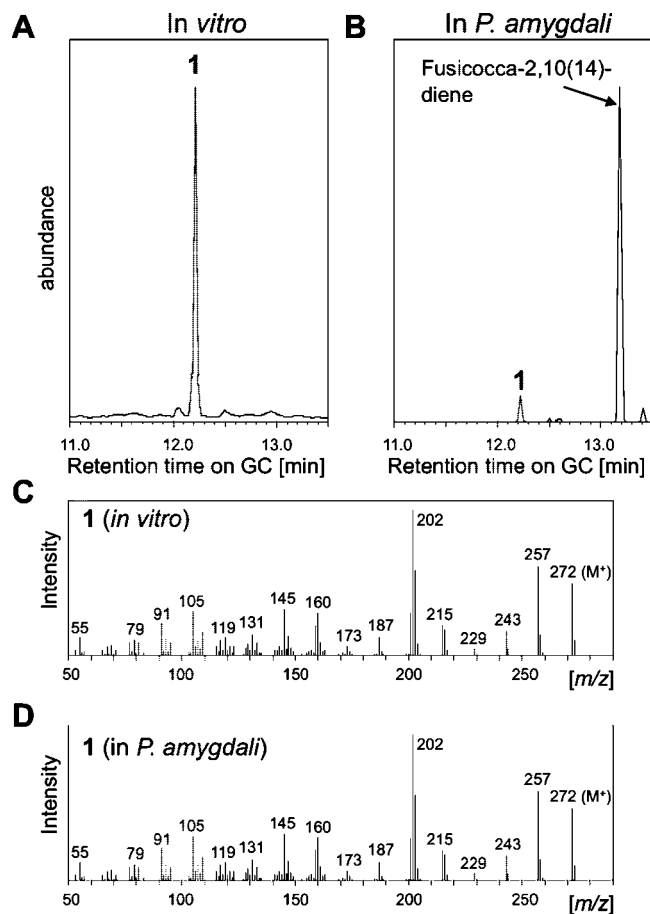 A
In vitro
1
abundance
11.0 12.0 13.0
Retention time on GC [min]
B
In P. amygdali
Fusicocca-2,10(14)-
diene
1
11.0 12.0 13.0
Retention time on GC [min]
C
1 (in vitro)
Intensity
55 79 91 105 119 131 145 160 173 187 202 215 229 243 257 272 (M+)
50 100 150 200 250 [m/z]
D
1 (in P. amygdali)
Intensity
55 79 91 105 119 131 145 160 173 187 202 215 229 243 257 272 (M+)
50 100 150 200 250 [m/z]